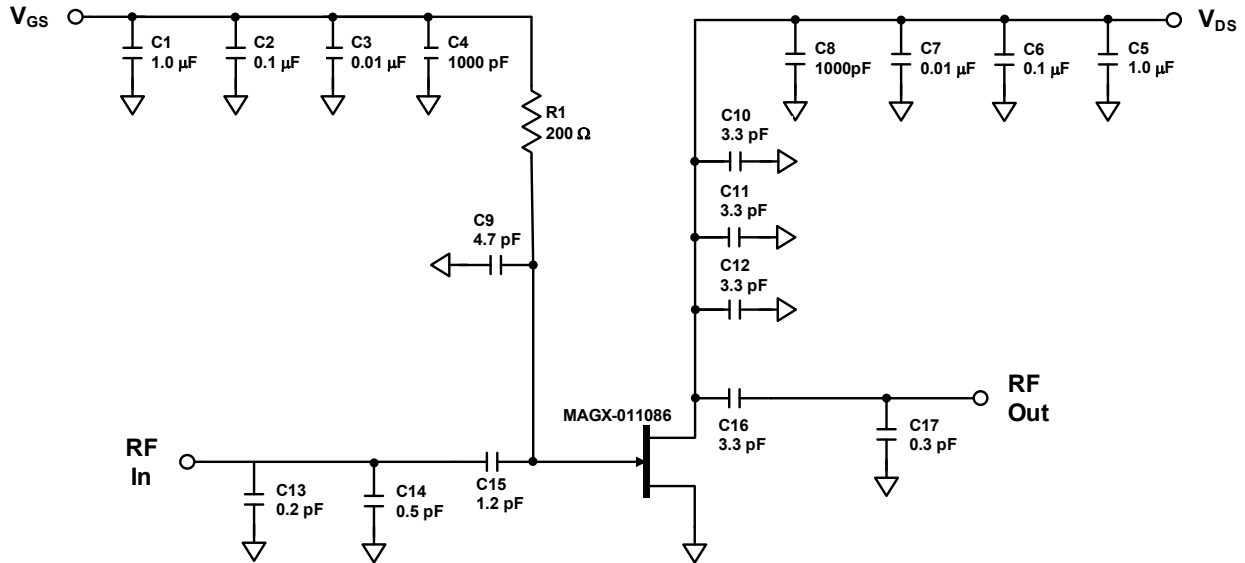 V_GS
C1
1.0 µF
C2
0.1 µF
C3
0.01 µF
C4
1000 pF
C8
1000pF
C7
0.01 µF
C6
0.1 µF
C5
1.0 µF
V_DS
R1
200 Ω
C10
3.3 pF
C11
3.3 pF
C9
4.7 pF
C12
3.3 pF
MAGX-011086
RF
Out
C16
3.3 pF
C17
0.3 pF
RF
In
C13
0.2 pF
C14
0.5 pF
C15
1.2 pF